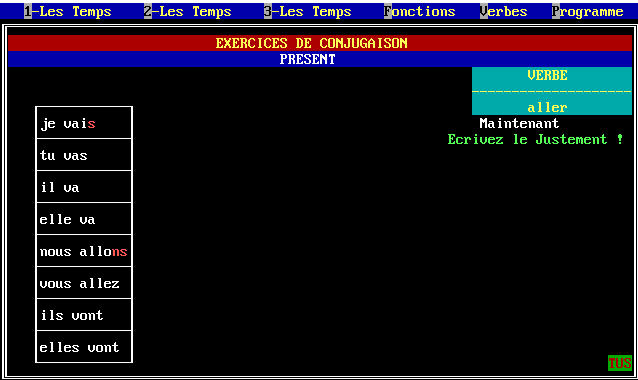 1-Les Temps 2-Les Temps 3-Les Temps Fonctions Verbes Programme
EXERCICES DE CONJUGAISON
PRESENT
VERBE
--------------------
aller
Maintenant
Ecrivez le Justement !
je vais
tu vas
il va
elle va
nous allons
vous allez
ils vont
elles vont
TUS